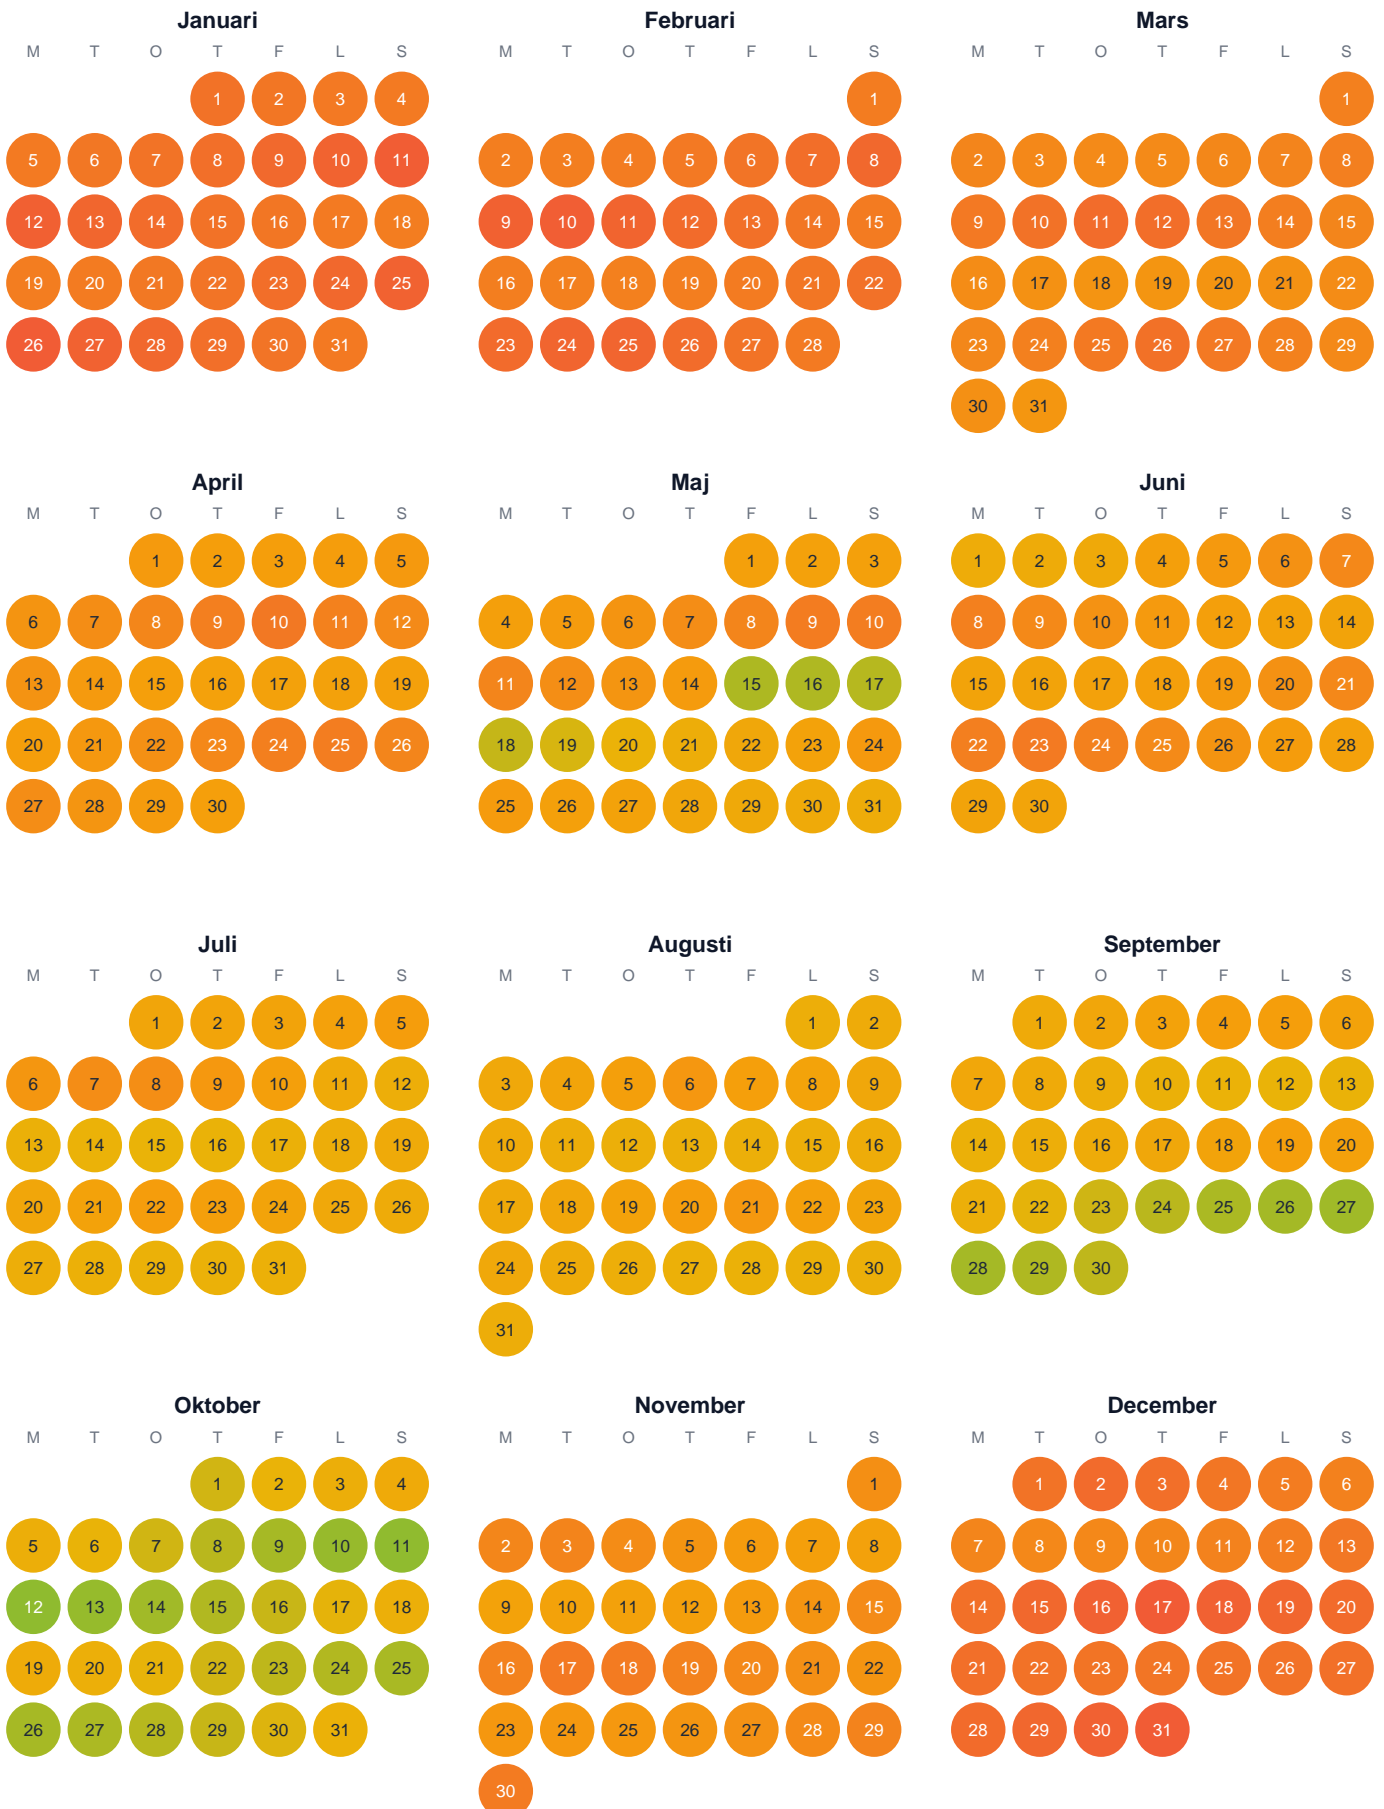 Januari Februari Mars
M T O T F L S M T O T F L S M T O T F L S
1 2 3 4 1 1
5 6 7 8 9 10 11 2 3 4 5 6 7 8 2 3 4 5 6 7 8
12 13 14 15 16 17 18 9 10 11 12 13 14 15 9 10 11 12 13 14 15
19 20 21 22 23 24 25 16 17 18 19 20 21 22 16 17 18 19 20 21 22
26 27 28 29 30 31 23 24 25 26 27 28 23 24 25 26 27 28 29
30 31
April Maj Juni
M T O T F L S M T O T F L S M T O T F L S
1 2 3 4 5 1 2 3 1 2 3 4 5 6 7
6 7 8 9 10 11 12 4 5 6 7 8 9 10 8 9 10 11 12 13 14
13 14 15 16 17 18 19 11 12 13 14 15 16 17 15 16 17 18 19 20 21
20 21 22 23 24 25 26 18 19 20 21 22 23 24 22 23 24 25 26 27 28
27 28 29 30 25 26 27 28 29 30 31 29 30
Juli Augusti September
M T O T F L S M T O T F L S M T O T F L S
1 2 3 4 5 1 2 1 2 3 4 5 6
6 7 8 9 10 11 12 3 4 5 6 7 8 9 7 8 9 10 11 12 13
13 14 15 16 17 18 19 10 11 12 13 14 15 16 14 15 16 17 18 19 20
20 21 22 23 24 25 26 17 18 19 20 21 22 23 21 22 23 24 25 26 27
27 28 29 30 31 24 25 26 27 28 29 30 28 29 30
31
Oktober November December
M T O T F L S M T O T F L S M T O T F L S
1 2 3 4 1 1 2 3 4 5 6
5 6 7 8 9 10 11 2 3 4 5 6 7 8 7 8 9 10 11 12 13
12 13 14 15 16 17 18 9 10 11 12 13 14 15 14 15 16 17 18 19 20
19 20 21 22 23 24 25 16 17 18 19 20 21 22 21 22 23 24 25 26 27
26 27 28 29 30 31 23 24 25 26 27 28 29 28 29 30 31
30